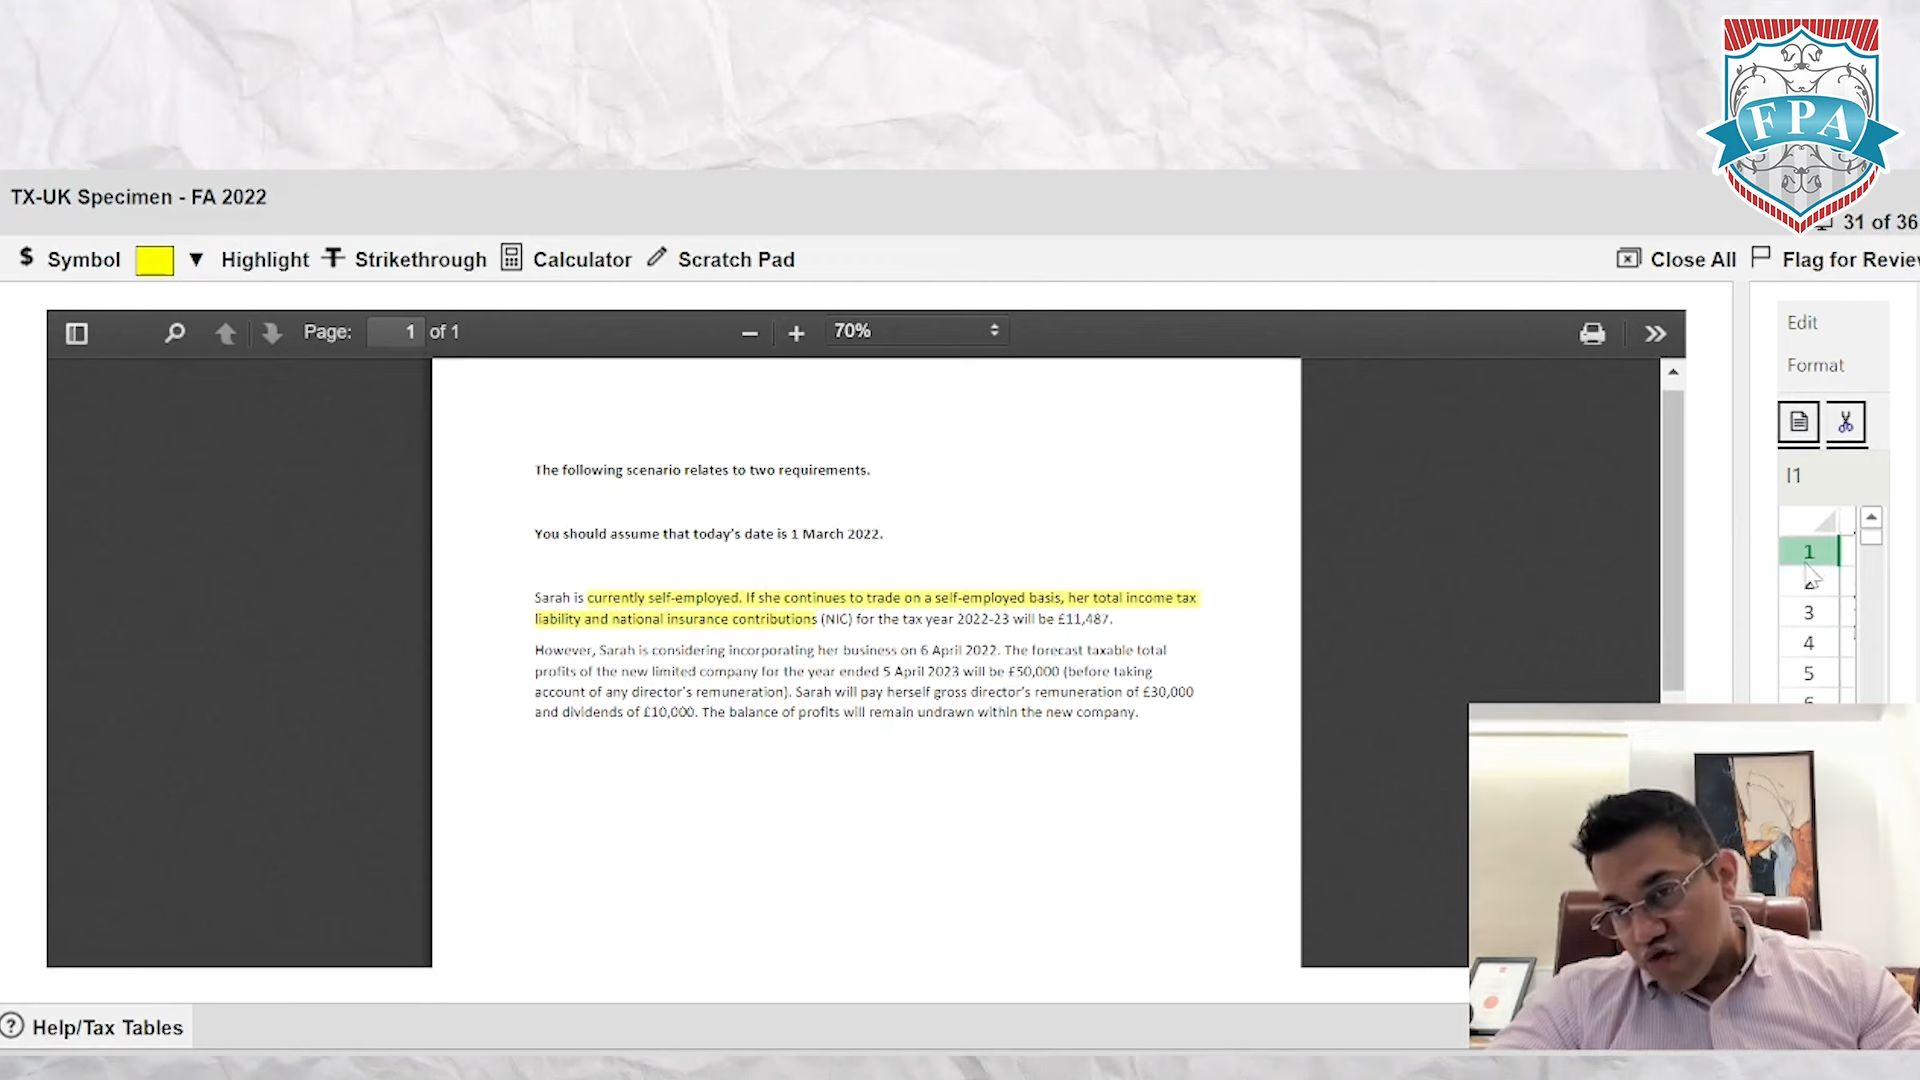 FPA
TX-UK Specimen - FA 2022
31 of 36
$ Symbol ▼ Highlight T Strikethrough Calculator Scratch Pad
Close All Flag for Review
Page: 1 of 1
− + 70%
Edit
Format
I1
1
2
3
4
5
6
The following scenario relates to two requirements.
You should assume that today's date is 1 March 2022.
Sarah is currently self-employed. If she continues to trade on a self-employed basis, her total income tax
liability and national insurance contributions (NIC) for the tax year 2022-23 will be £11,487.
However, Sarah is considering incorporating her business on 6 April 2022. The forecast taxable total
profits of the new limited company for the year ended 5 April 2023 will be £50,000 (before taking
account of any director's remuneration). Sarah will pay herself gross director's remuneration of £30,000
and dividends of £10,000. The balance of profits will remain undrawn within the new company.
? Help/Tax Tables